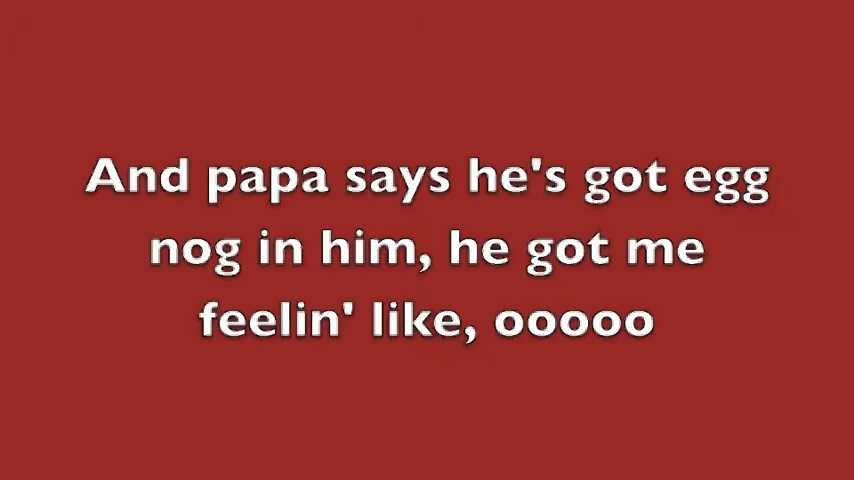 And papa says he's got egg
nog in him, he got me
feelin' like, ooooo